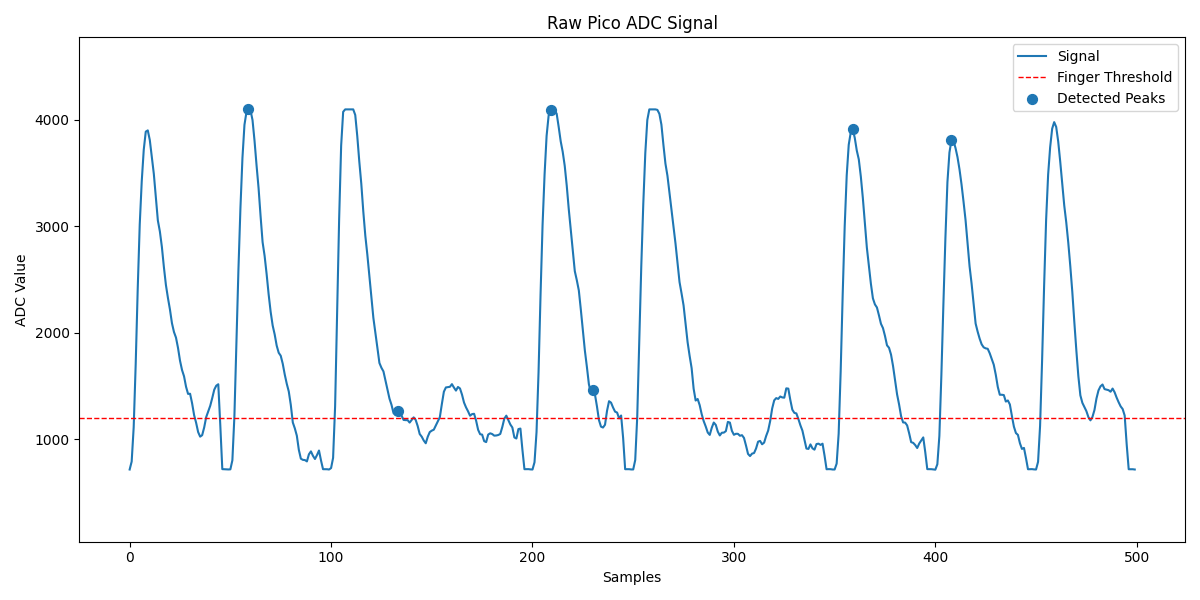 Raw Pico ADC Signal
Signal
Finger Threshold
Detected Peaks
ADC Value
4000
3000
2000
1000
0 100 200 300 400 500
Samples